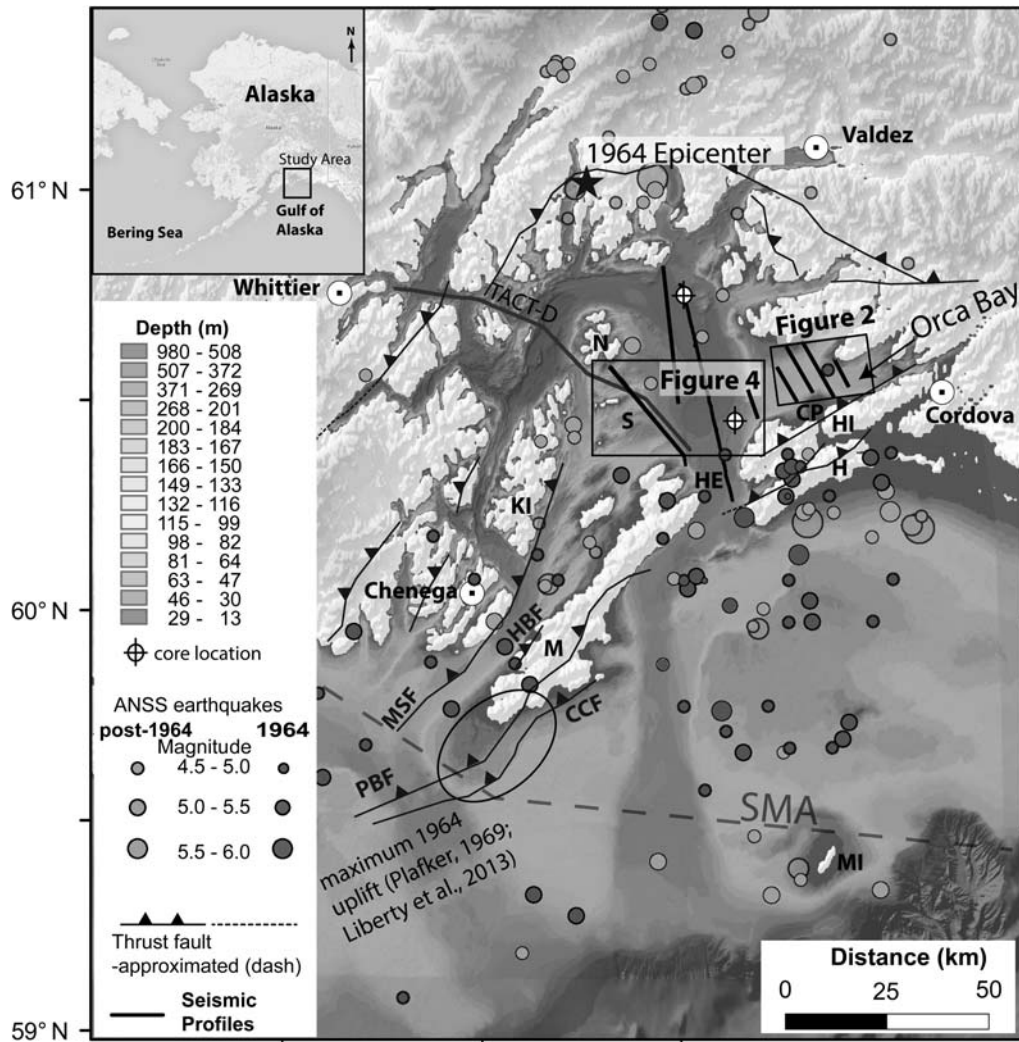 N
Alaska
Study Area
Gulf of
Alaska
Bering Sea
Valdez
1964 Epicenter
61° N
Whittier
TACT-D
Figure 2
Orca Bay
N
Figure 4
S
CP
HI
Cordova
H
HE
KI
Depth (m)
980 - 508
507 - 372
371 - 269
268 - 201
200 - 184
183 - 167
166 - 150
149 - 133
132 - 116
115 - 99
98 - 82
81 - 64
63 - 47
46 - 30
29 - 13
core location
60° N
Chenega
HBF
M
MSF
CCF
PBF
ANSS earthquakes
post-1964 1964
Magnitude
4.5 - 5.0
5.0 - 5.5
5.5 - 6.0
SMA
maximum 1964
uplift (Plafker, 1969;
Liberty et al., 2013)
MI
Thrust fault
-approximated (dash)
Seismic
Profiles
Distance (km)
0 25 50
59° N